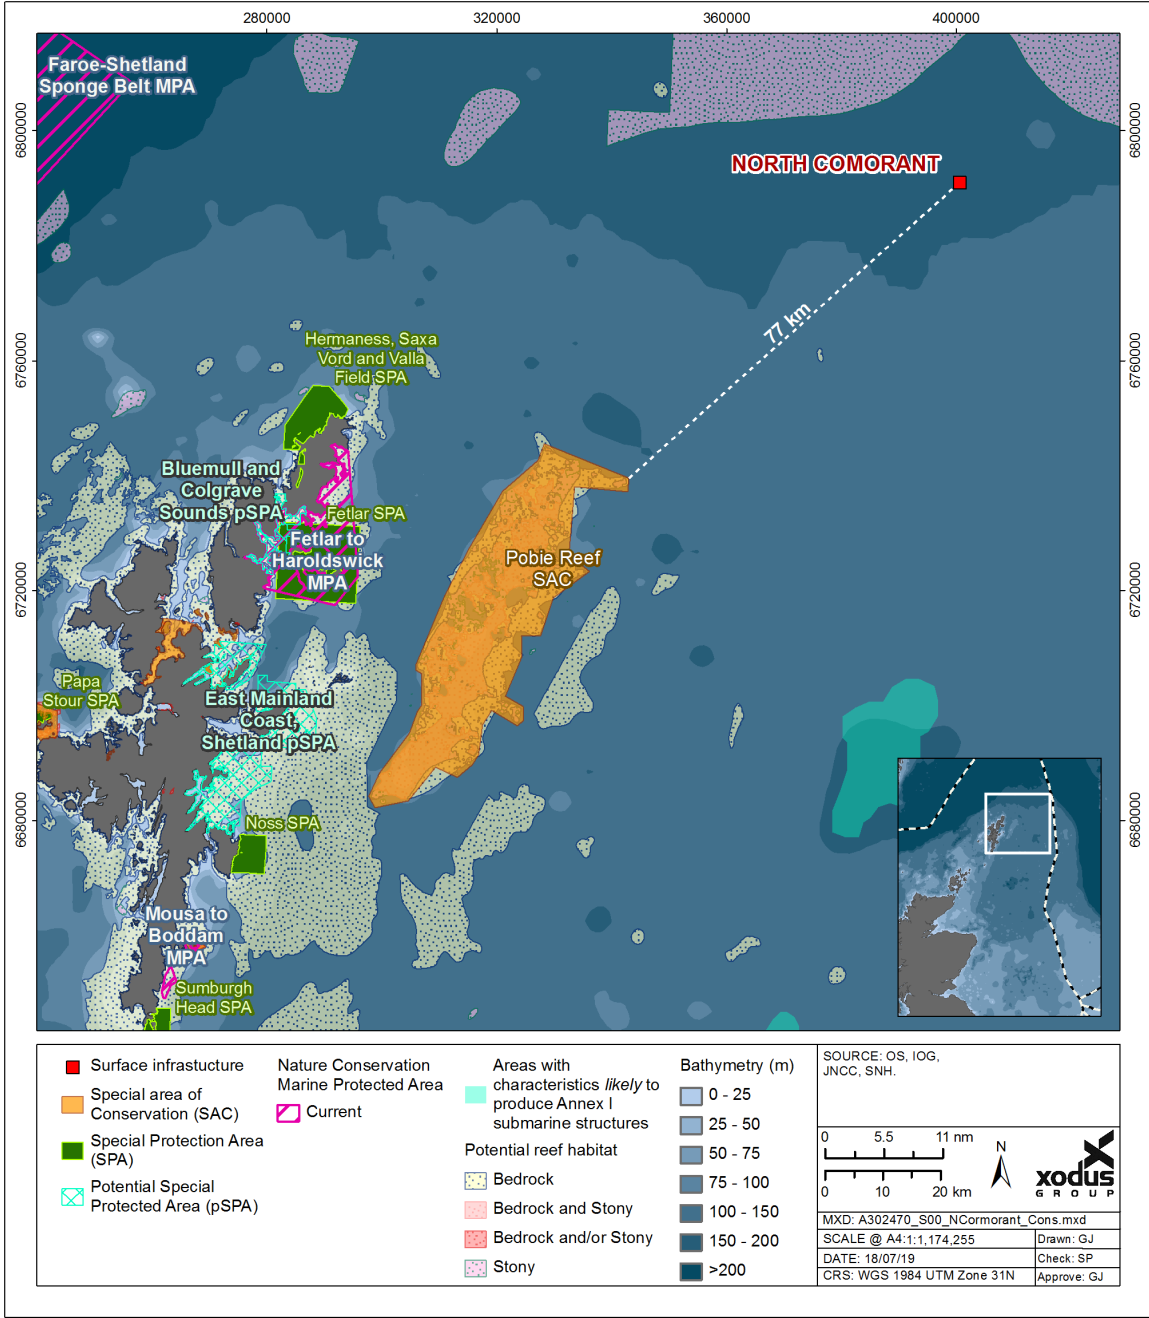 280000
320000
360000
400000
6800000
6760000
6720000
6680000
6800000
6760000
6720000
6680000
Faroe-Shetland
Sponge Belt MPA
NORTH COMORANT
77 km
Hermaness, Saxa
Vord and Valla
Field SPA
Bluemull and
Colgrave
Sounds pSPA
Fetlar SPA
Fetlar to
Haroldswick
MPA
Pobie Reef
SAC
Papa
Stour SPA
East Mainland
Coast,
Shetland pSPA
Noss SPA
Mousa to
Boddam
MPA
Sumburgh
Head SPA
Surface infrastucture
Special area of
Conservation (SAC)
Special Protection Area
(SPA)
Potential Special
Protected Area (pSPA)
Nature Conservation
Marine Protected Area
Current
Areas with
characteristics likely to
produce Annex I
submarine structures
Potential reef habitat
Bedrock
Bedrock and Stony
Bedrock and/or Stony
Stony
Bathymetry (m)
0 - 25
25 - 50
50 - 75
75 - 100
100 - 150
150 - 200
>200
SOURCE: OS, IOG,
JNCC, SNH.
0 5.5 11 nm
0 10 20 km
N
xodus
GROUP
MXD: A302470_S00_NCormorant_Cons.mxd
SCALE @ A4:1:1,174,255
Drawn: GJ
DATE: 18/07/19
Check: SP
CRS: WGS 1984 UTM Zone 31N
Approve: GJ